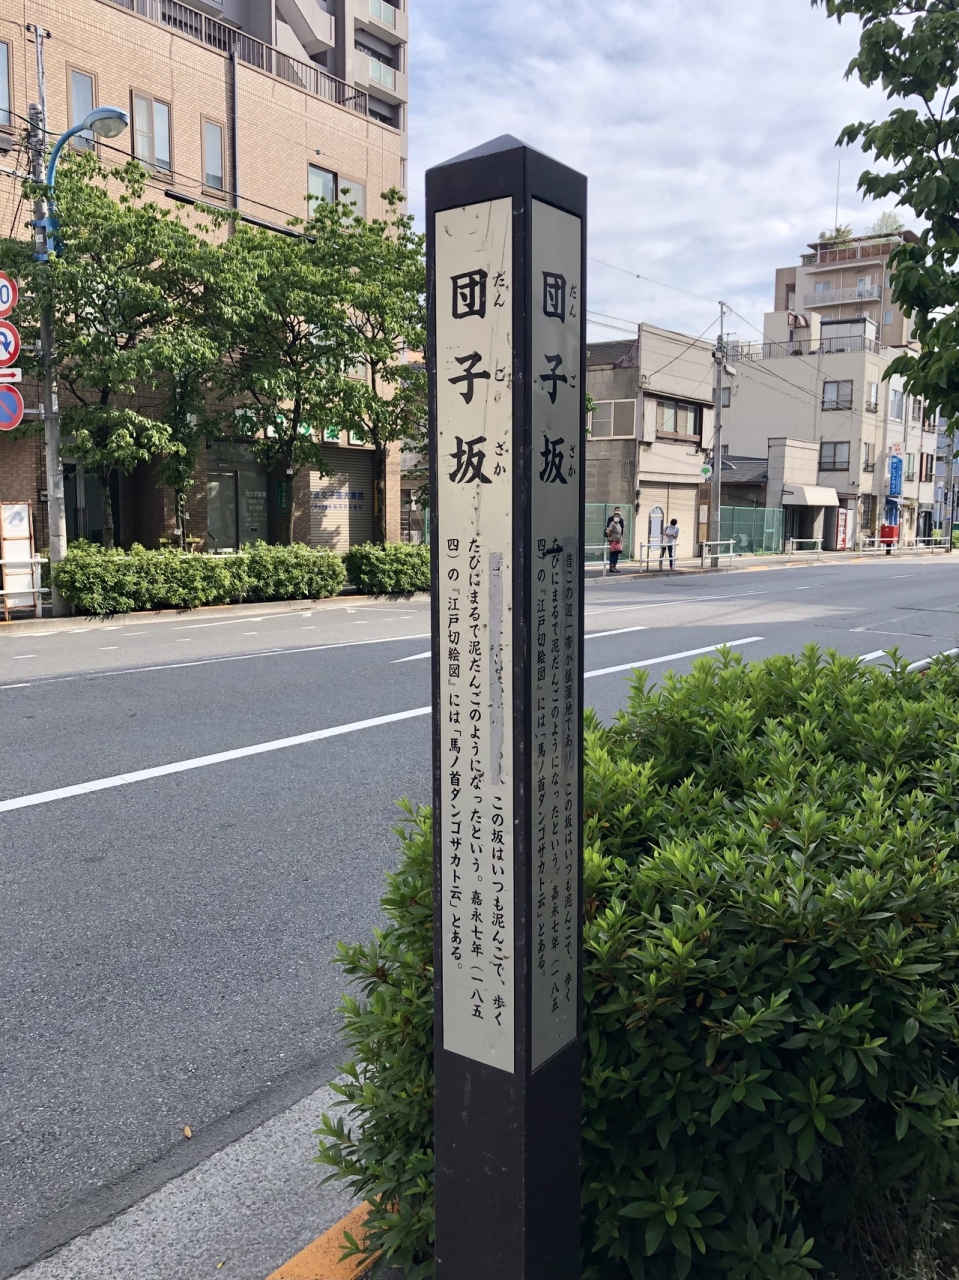 団子坂
だんござか
この坂はいつも泥んこで、歩く
たびにまるで泥だんごのようになったという。嘉永七年（一八五
四）の『江戸切絵図』には「馬ノ首ダンゴザカト云」とある。
団子坂
だんござか
昔この辺一帯が低湿地であり、この坂はいつも泥んこで、歩く
たびにまるで泥だんごのようになったという。嘉永七年（一八五
四）の『江戸切絵図』には「馬ノ首ダンゴザカト云」とある。